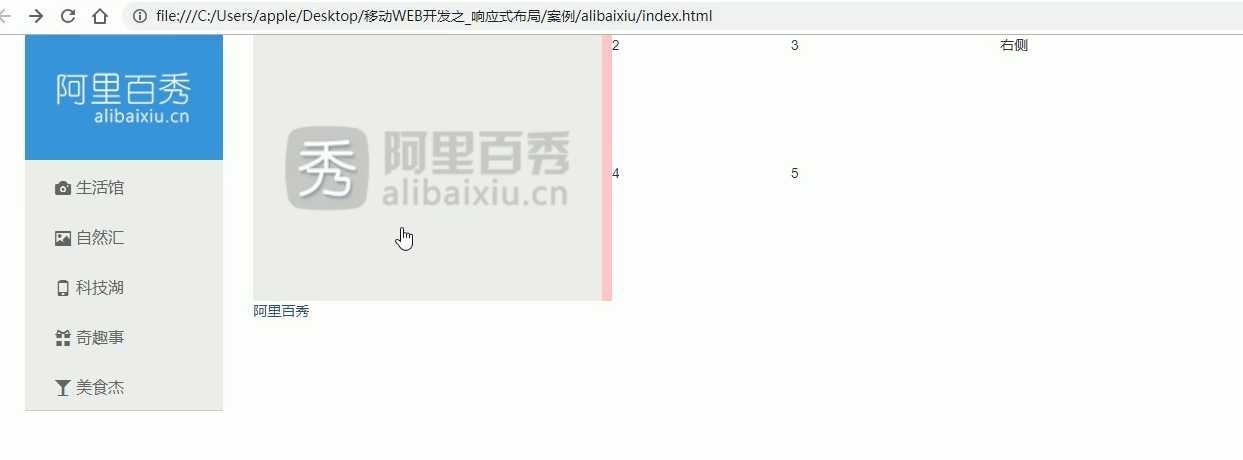 file:///C:/Users/apple/Desktop/移动WEB开发之_响应式布局/案例/alibaixiu/index.html
阿里百秀
alibaixiu.cn
生活馆
自然汇
科技湖
奇趣事
美食杰
秀 阿里百秀
alibaixiu.cn
阿里百秀
2 3 右侧
4 5